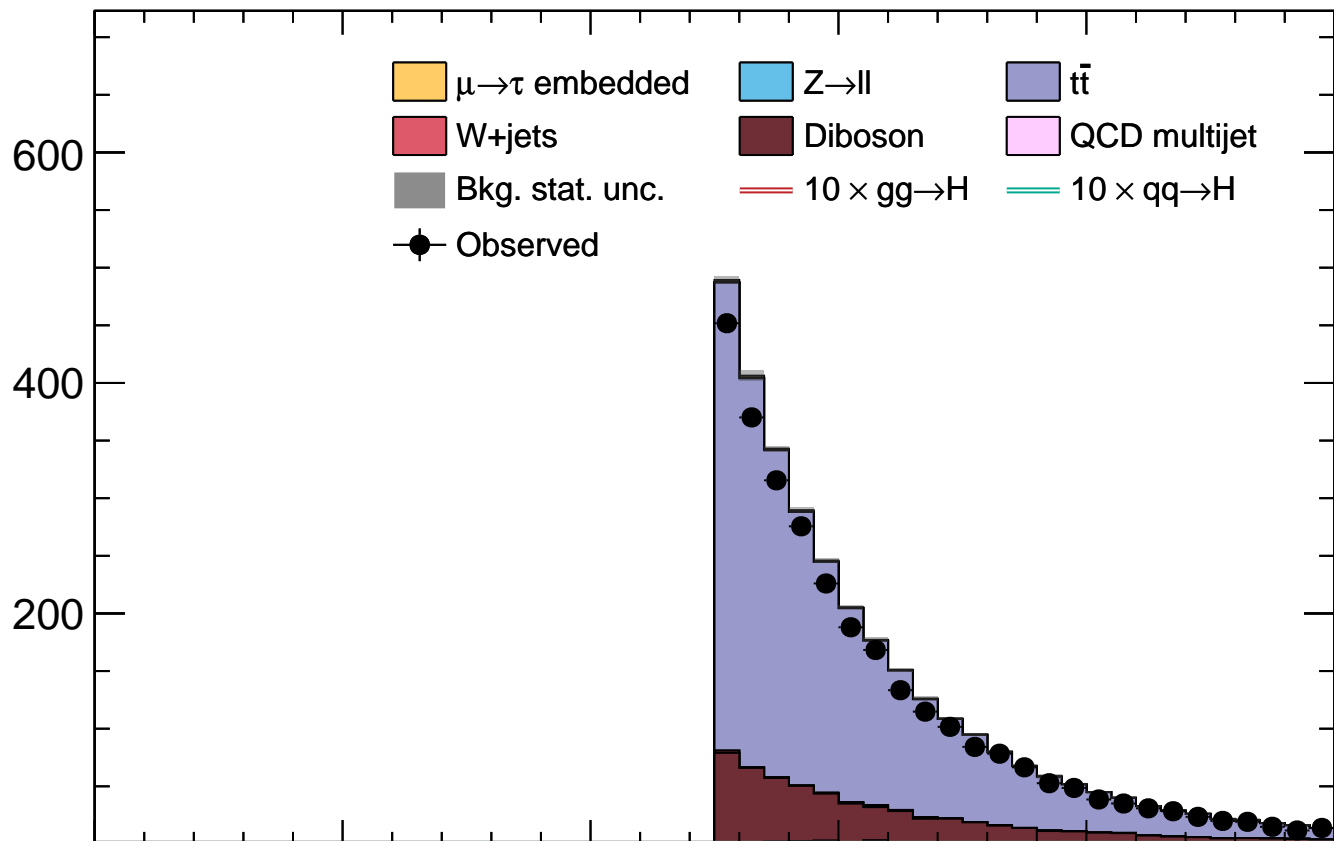 μ→τ embedded Z→ll tt̄
W+jets Diboson QCD multijet
Bkg. stat. unc. 10 × gg→H 10 × qq→H
Observed
600
400
200